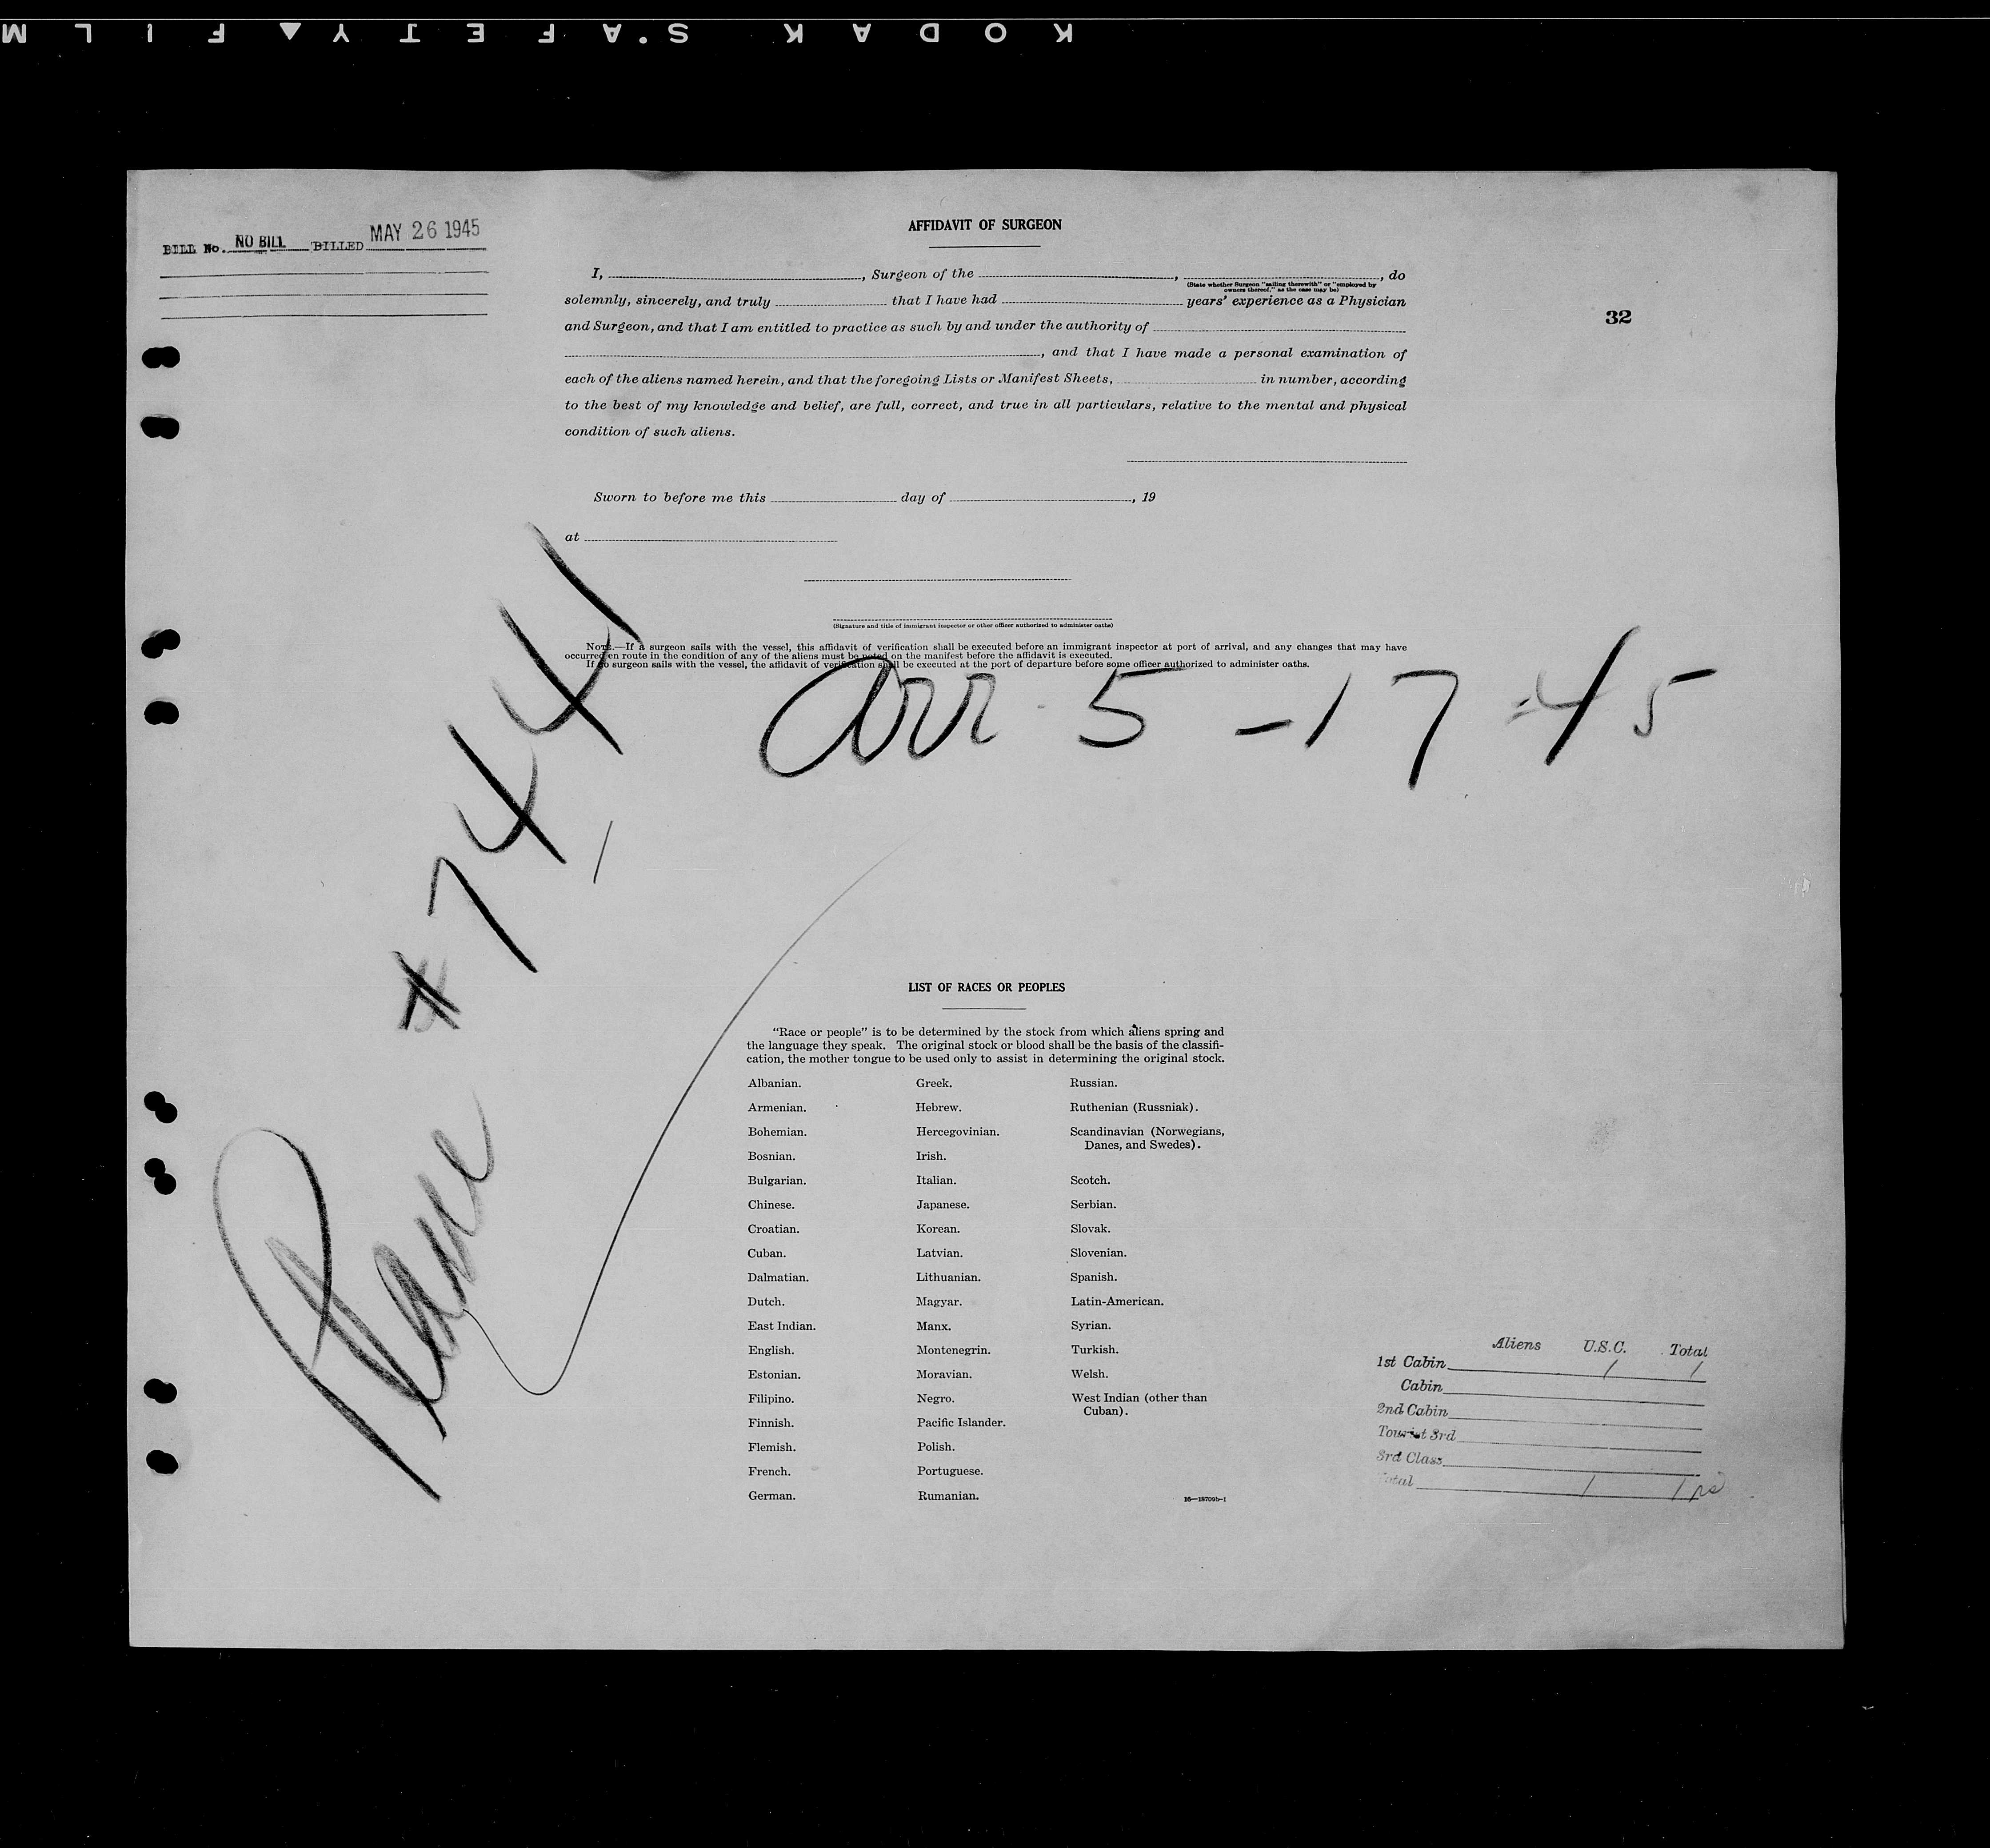 KODAK SAFETY FILM
BILL No. NO BILL BILLED MAY 26 1945
AFFIDAVIT OF SURGEON
I, , Surgeon of the , , do
(State whether Surgeon "sailing therewith" or "employed by
owners thereof," as the case may be)
solemnly, sincerely, and truly that I have had years' experience as a Physician
and Surgeon, and that I am entitled to practice as such by and under the authority of
, and that I have made a personal examination of
each of the aliens named herein, and that the foregoing Lists or Manifest Sheets, in number, according
to the best of my knowledge and belief, are full, correct, and true in all particulars, relative to the mental and physical
condition of such aliens.
32
Sworn to before me this day of , 19
at
(Signature and title of immigrant inspector or other officer authorized to administer oaths)
NOTE.—If a surgeon sails with the vessel, this affidavit of verification shall be executed before an immigrant inspector at port of arrival, and any changes that may have
occurred en route in the condition of any of the aliens must be noted on the manifest before the affidavit is executed.
If no surgeon sails with the vessel, the affidavit of verification shall be executed at the port of departure before some officer authorized to administer oaths.
Arr 5-17-45
Plane #7441
LIST OF RACES OR PEOPLES
"Race or people" is to be determined by the stock from which aliens spring and
the language they speak. The original stock or blood shall be the basis of the classifi-
cation, the mother tongue to be used only to assist in determining the original stock.
Albanian.
Armenian.
Bohemian.
Bosnian.
Bulgarian.
Chinese.
Croatian.
Cuban.
Dalmatian.
Dutch.
East Indian.
English.
Estonian.
Filipino.
Finnish.
Flemish.
French.
German.
Greek.
Hebrew.
Hercegovinian.
Irish.
Italian.
Japanese.
Korean.
Latvian.
Lithuanian.
Magyar.
Manx.
Montenegrin.
Moravian.
Negro.
Pacific Islander.
Polish.
Portuguese.
Rumanian.
Russian.
Ruthenian (Russniak).
Scandinavian (Norwegians,
Danes, and Swedes).
Scotch.
Serbian.
Slovak.
Slovenian.
Spanish.
Latin-American.
Syrian.
Turkish.
Welsh.
West Indian (other than
Cuban).
16—18709b-1
Aliens U.S.C. Total
1st Cabin 1 1
Cabin
2nd Cabin
Tourist 3rd
3rd Class
Total 1 1